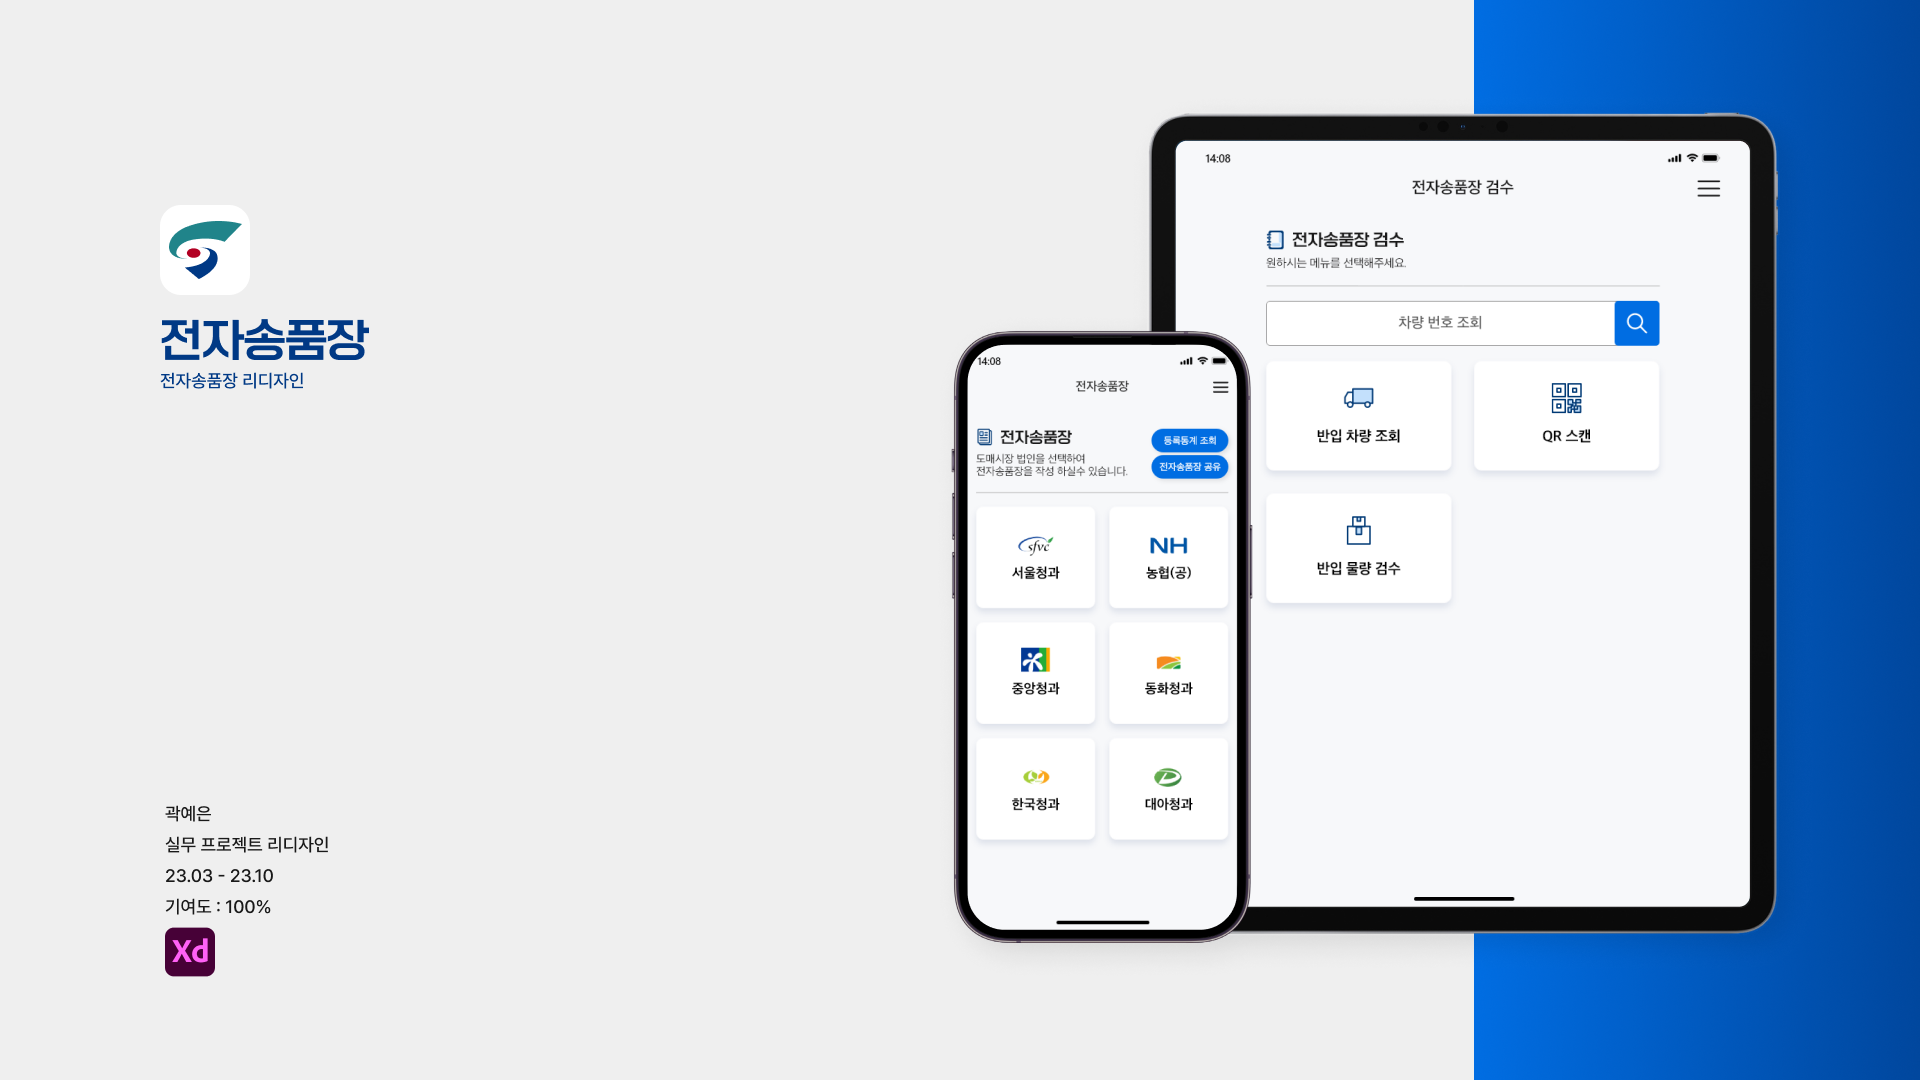 전자송품장
전자송품장 리디자인
곽예은
실무 프로젝트 리디자인
23.03 - 23.10
기여도 : 100%
Xd
14:08
전자송품장
전자송품장
도매시장 법인을 선택하여
전자송품장을 작성 하실수 있습니다.
등록통계 조회
전자송품장 공유
sfvc
서울청과
NH
농협(공)
중앙청과
동화청과
한국청과
대아청과
14:08
전자송품장 검수
전자송품장 검수
원하시는 메뉴를 선택해주세요.
차량 번호 조회
반입 차량 조회
QR 스캔
반입 물량 검수